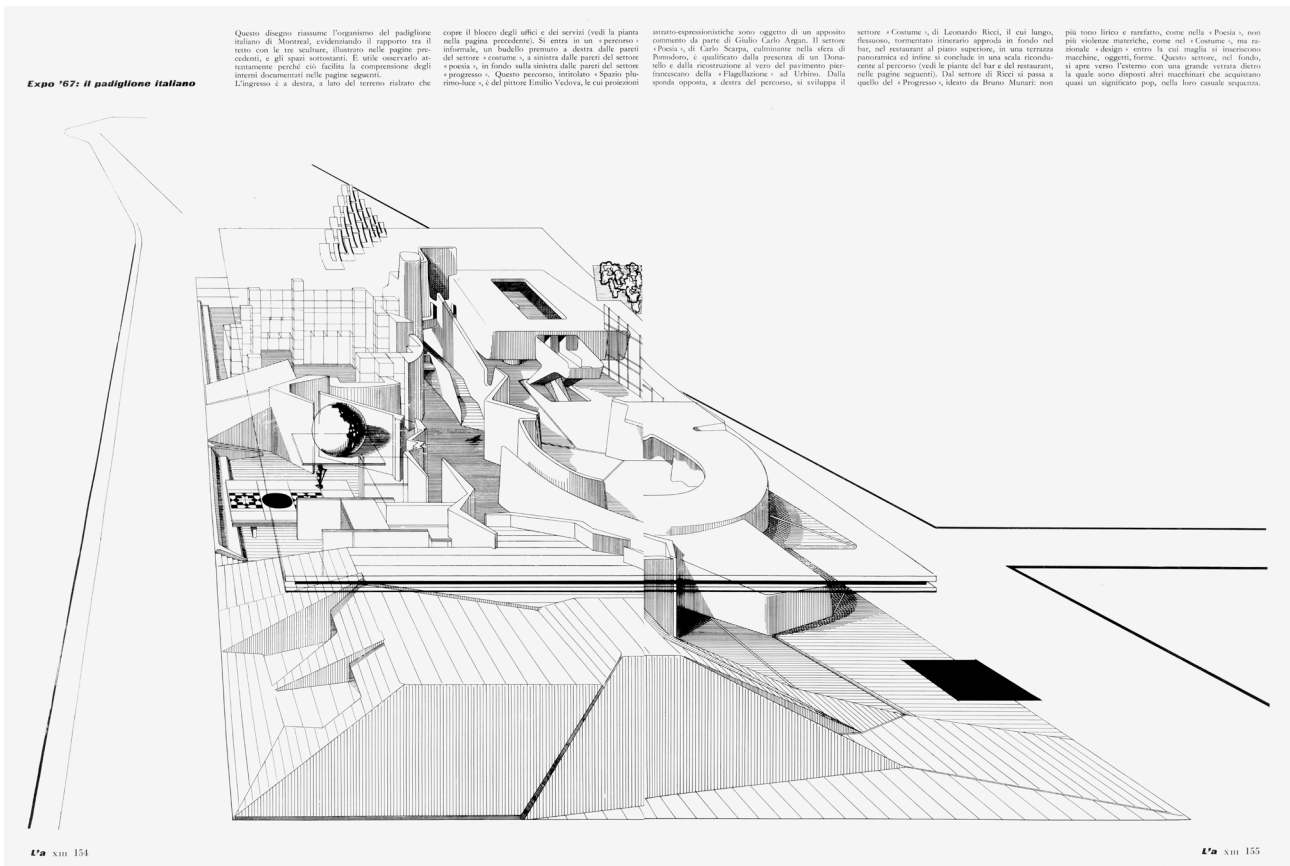 Expo '67: il padiglione italiano
Questo disegno riassume l'organismo del padiglione
italiano di Montreal, evidenziando il rapporto tra il
tetto con le tre sculture, illustrato nelle pagine pre-
cedenti, e gli spazi sottostanti. È utile osservarlo at-
tentamente perché ciò facilita la comprensione degli
interni documentati nelle pagine seguenti.
L'ingresso è a destra, a lato del terreno rialzato che
copre il blocco degli uffici e dei servizi (vedi la pianta
nella pagina precedente). Si entra in un « percorso »
informale, un budello premuto a destra dalle pareti
del settore « costume », a sinistra dalle pareti del settore
« poesia », in fondo sulla sinistra dalle pareti del settore
« progresso ». Questo percorso, intitolato « Spazio plu-
rimo-luce », è del pittore Emilio Vedova, le cui proiezioni
astratto-espressionistiche sono oggetto di un apposito
commento da parte di Giulio Carlo Argan. Il settore
« Poesia », di Carlo Scarpa, culminante nella sfera di
Pomodoro, è qualificato dalla presenza di un Dona-
tello e dalla ricostruzione al vero del pavimento pier-
francescano della « Flagellazione » ad Urbino. Dalla
sponda opposta, a destra del percorso, si sviluppa il
settore « Costume », di Leonardo Ricci, il cui lungo,
flessuoso, tormentato itinerario approda in fondo nel
bar, nel restaurant al piano superiore, in una terrazza
panoramica ed infine si conclude in una scala ricondu-
cente al percorso (vedi le piante del bar e del restaurant,
nelle pagine seguenti). Dal settore di Ricci si passa a
quello del « Progresso », ideato da Bruno Munari: non
più tono lirico e rarefatto, come nella « Poesia », non
più violenze materiche, come nel « Costume », ma ra-
zionale « design » entro la cui maglia si inseriscono
macchine, oggetti, forme. Questo settore, nel fondo,
si apre verso l'esterno con una grande vetrata dietro
la quale sono disposti altri macchinari che acquistano
quasi un significato pop, nella loro casuale sequenza.
L'a XIII 154
L'a XIII 155